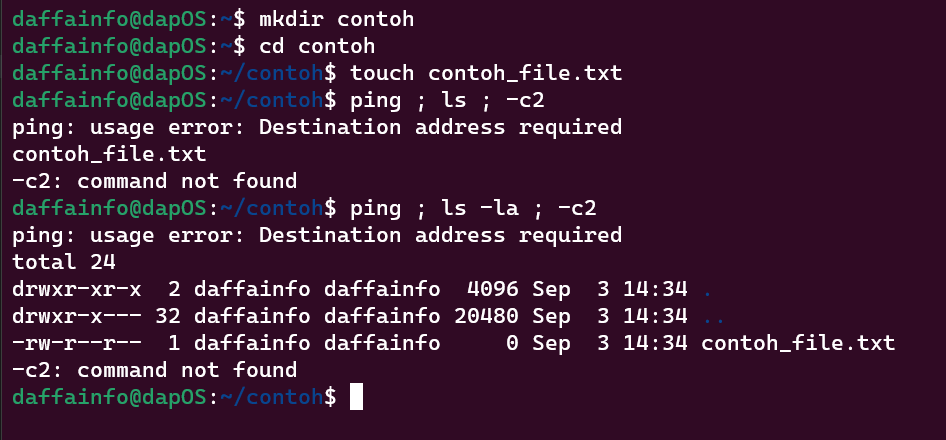 daffainfo@dapOS:~$ mkdir contoh
daffainfo@dapOS:~$ cd contoh
daffainfo@dapOS:~/contoh$ touch contoh_file.txt
daffainfo@dapOS:~/contoh$ ping ; ls ; -c2
ping: usage error: Destination address required
contoh_file.txt
-c2: command not found
daffainfo@dapOS:~/contoh$ ping ; ls -la ; -c2
ping: usage error: Destination address required
total 24
drwxr-xr-x  2 daffainfo daffainfo  4096 Sep  3 14:34 .
drwxr-x--- 32 daffainfo daffainfo 20480 Sep  3 14:34 ..
-rw-r--r--  1 daffainfo daffainfo     0 Sep  3 14:34 contoh_file.txt
-c2: command not found
daffainfo@dapOS:~/contoh$